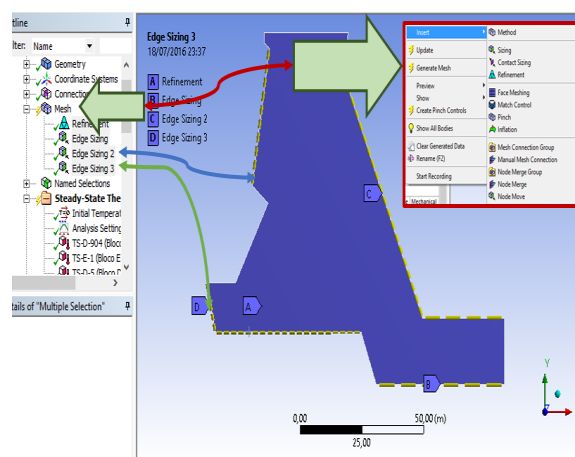 tline
lter: Name
Geometry
Coordinate Systems
Connection
Mesh
Refinement
Edge Sizing
Edge Sizing 2
Edge Sizing 3
Named Selections
Steady-State The
Initial Temperat
Analysis Setting
TS-D-904 (Bloco
TS-E-1 (Bloco E
TS-D-5 (Bloco D
tails of "Multiple Selection"
Edge Sizing 3
18/07/2016 23:37
A Refinement
B Edge Sizing
C Edge Sizing 2
D Edge Sizing 3
C
D
A
B
0,00
50,00 (m)
25,00
Y
Insert
Update
Generate Mesh
Preview
Show
Create Pinch Controls
Show All Bodies
Clear Generated Data
Rename (F2)
Start Recording
Mechanical
Method
Sizing
Contact Sizing
Refinement
Face Meshing
Match Control
Pinch
Inflation
Mesh Connection Group
Manual Mesh Connection
Node Merge Group
Node Merge
Node Move